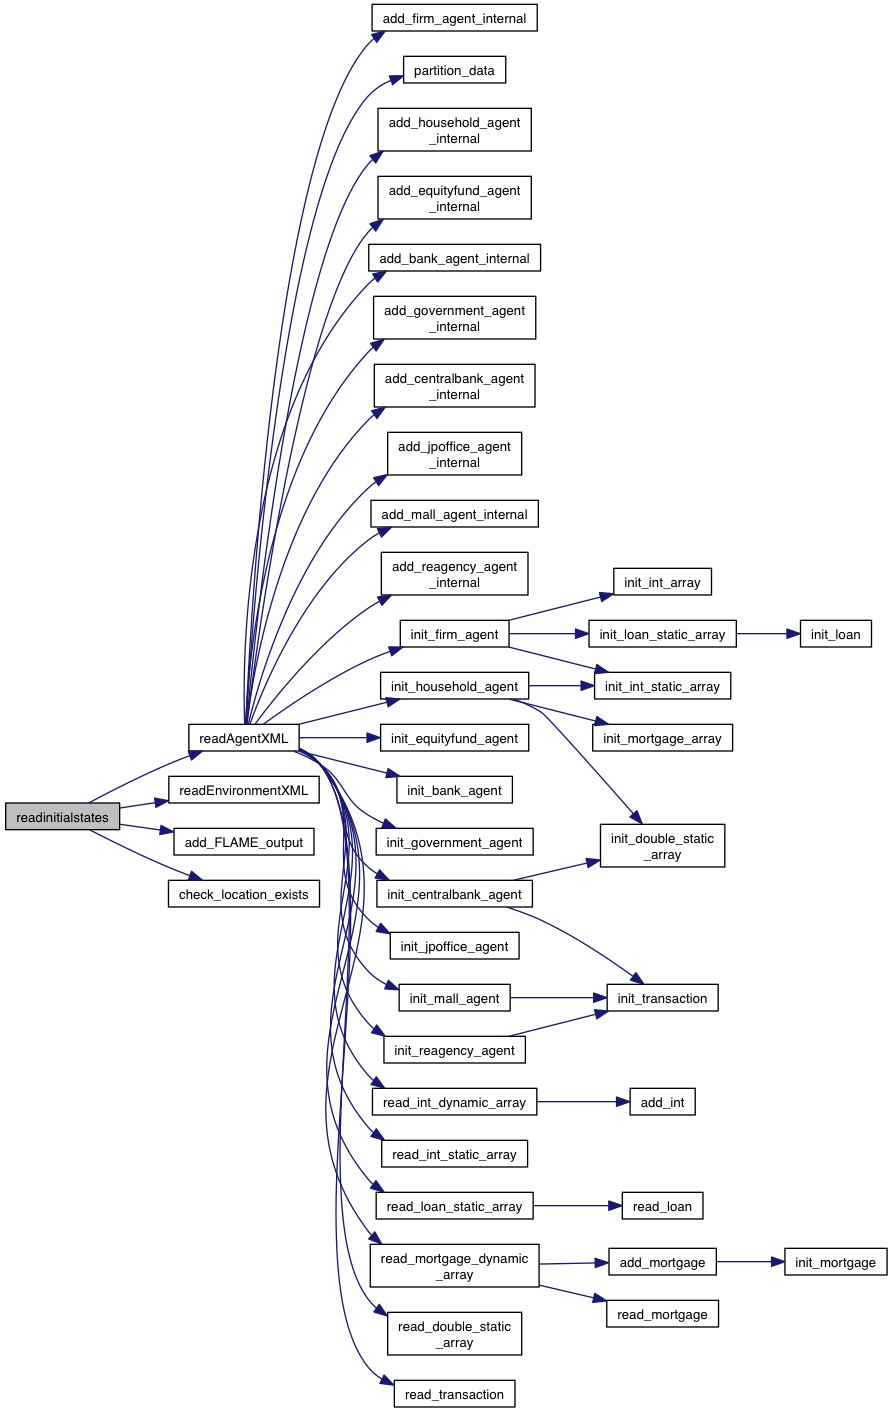 add_firm_agent_internal
partition_data
add_household_agent
_internal
add_equityfund_agent
_internal
add_bank_agent_internal
add_government_agent
_internal
add_centralbank_agent
_internal
add_jpoffice_agent
_internal
add_mall_agent_internal
add_reagency_agent
_internal
init_int_array
init_firm_agent
init_loan_static_array
init_loan
init_household_agent
init_int_static_array
readAgentXML
init_equityfund_agent
init_mortgage_array
readEnvironmentXML
init_bank_agent
readinitialstates
add_FLAME_output
init_government_agent
init_double_static
_array
check_location_exists
init_centralbank_agent
init_jpoffice_agent
init_mall_agent
init_transaction
init_reagency_agent
read_int_dynamic_array
add_int
read_int_static_array
read_loan_static_array
read_loan
read_mortgage_dynamic
_array
add_mortgage
init_mortgage
read_mortgage
read_double_static
_array
read_transaction